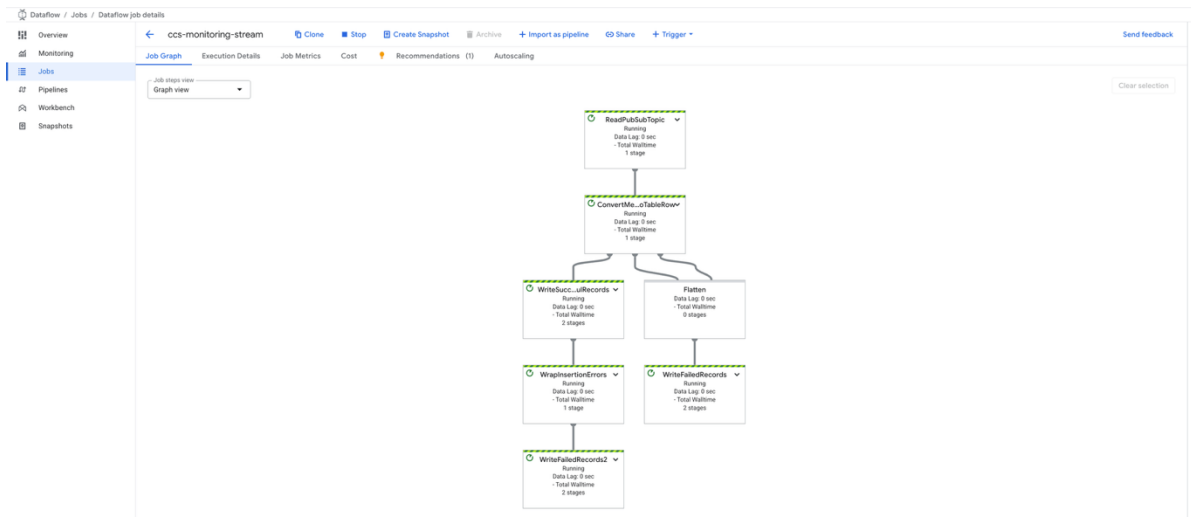 Dataflow / Jobs / Dataflow job details
Overview
Monitoring
Jobs
Pipelines
Workbench
Snapshots
ccs-monitoring-stream Clone Stop Create Snapshot Archive + Import as pipeline Share + Trigger Send feedback
Job Graph Execution Details Job Metrics Cost Recommendations (1) Autoscaling
Job steps view
Graph view
Clear selection
ReadPubSubTopic
Running
Data Lag: 0 sec
- Total Walltime
1 stage
ConvertMe...oTableRow
Running
Data Lag: 0 sec
- Total Walltime
1 stage
WriteSucc...ulRecords
Running
Data Lag: 0 sec
- Total Walltime
2 stages
Flatten
Data Lag: 0 sec
- Total Walltime
0 stages
WrapInsertionErrors
Running
Data Lag: 0 sec
- Total Walltime
1 stage
WriteFailedRecords
Running
Data Lag: 0 sec
- Total Walltime
2 stages
WriteFailedRecords2
Running
Data Lag: 0 sec
- Total Walltime
2 stages